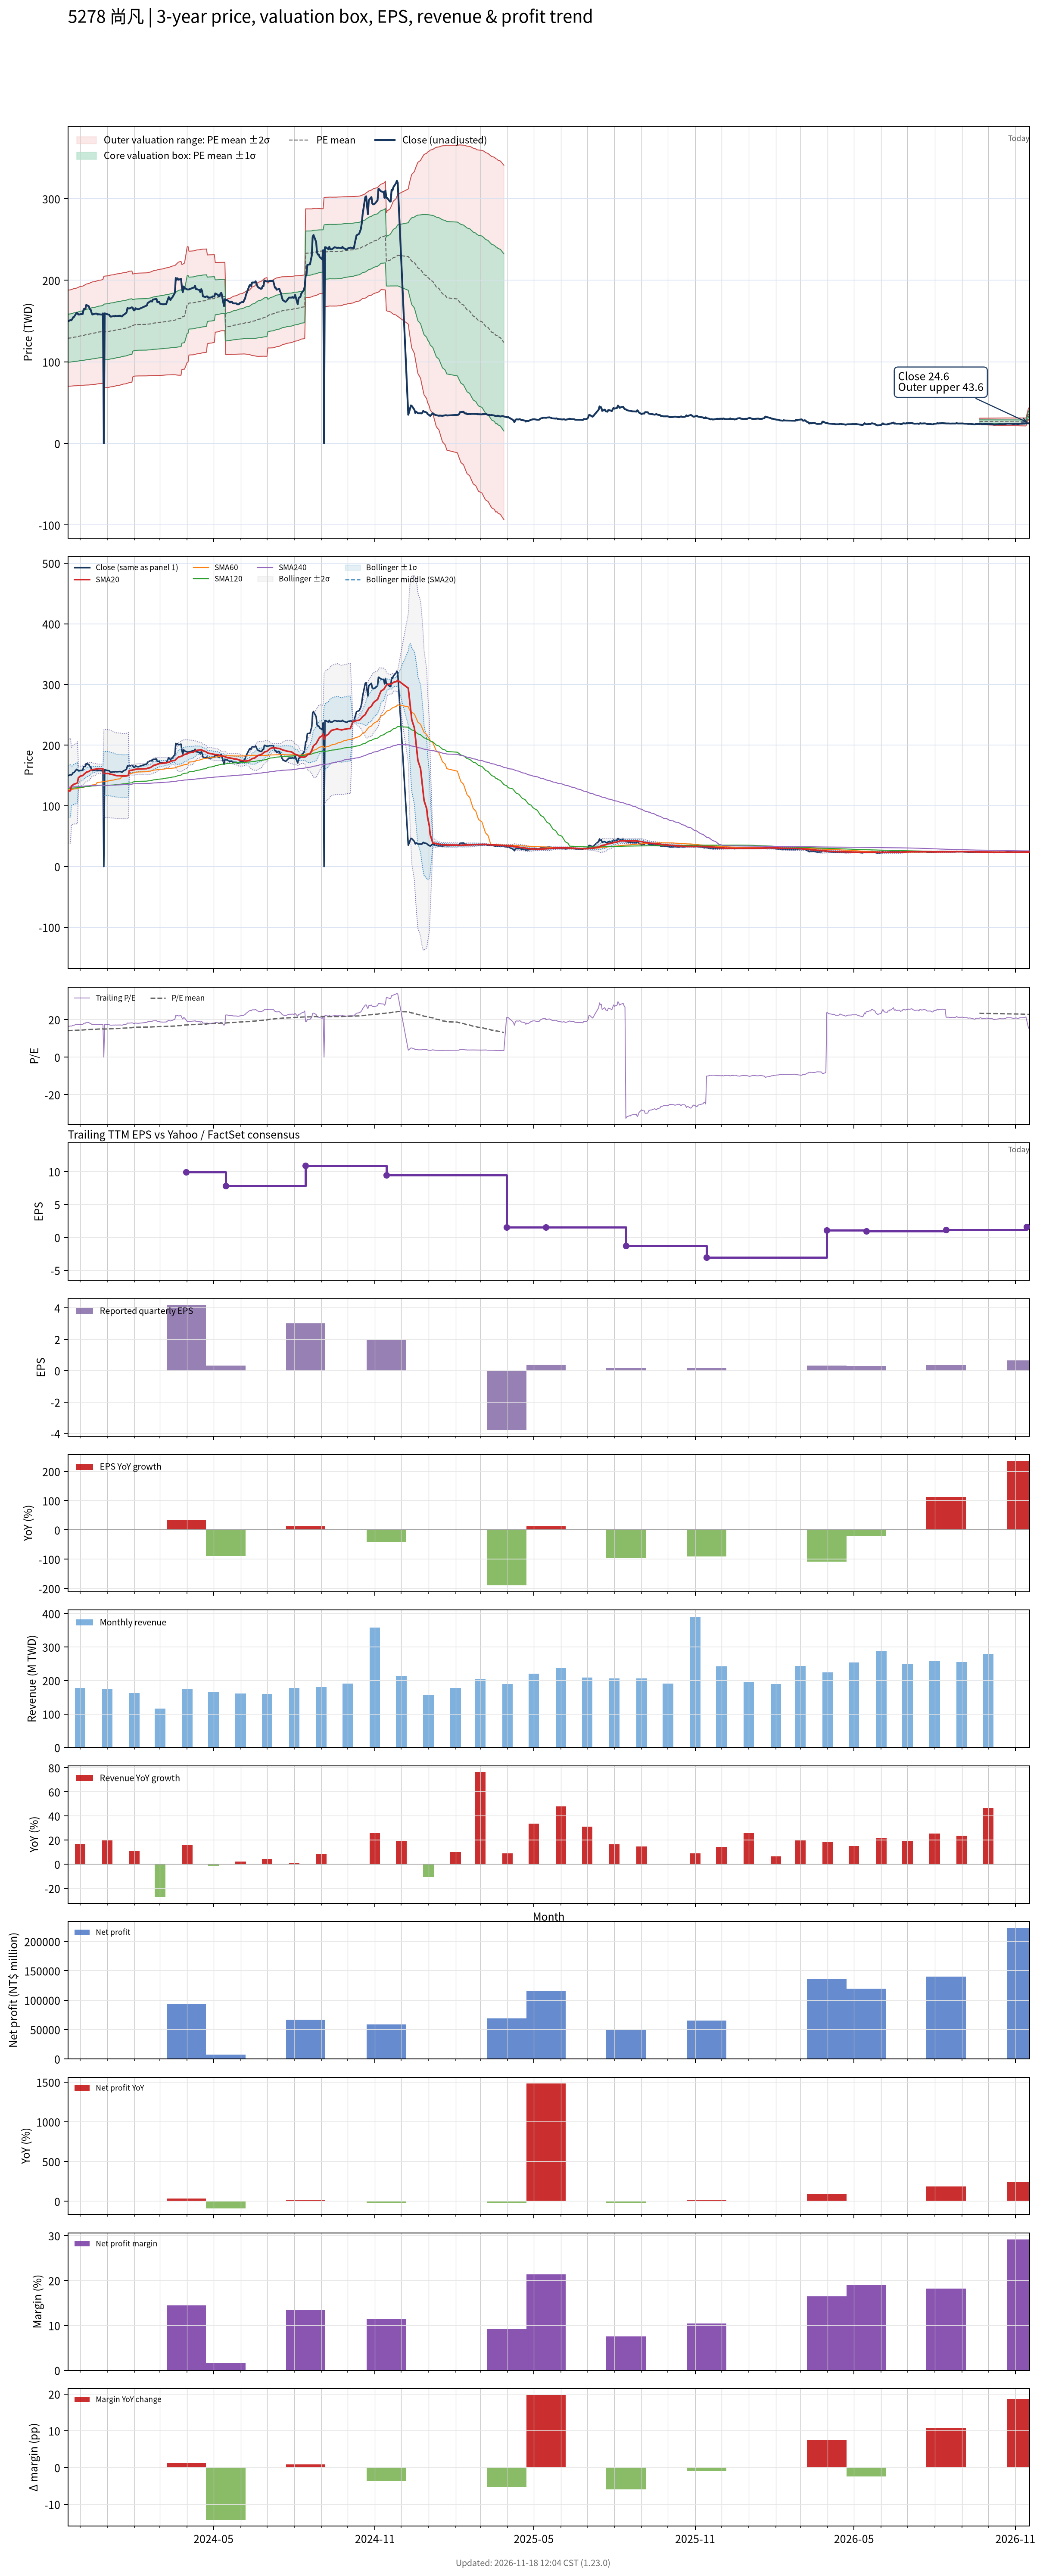 5278 尚凡 | 3-year price, valuation box, EPS, revenue & profit trend
Outer valuation range: PE mean ±2σ
PE mean
Close (unadjusted)
Core valuation box: PE mean ±1σ
Today
Close 24.6
Outer upper 43.6
Price (TWD)
300
200
100
0
-100
Close (same as panel 1)
SMA20
SMA60
SMA120
SMA240
Bollinger ±2σ
Bollinger ±1σ
Bollinger middle (SMA20)
Price
500
400
300
200
100
0
-100
Trailing P/E
P/E mean
P/E
20
0
-20
Trailing TTM EPS vs Yahoo / FactSet consensus
Today
EPS
10
5
0
-5
Reported quarterly EPS
EPS
4
2
0
-2
-4
EPS YoY growth
YoY (%)
200
100
0
-100
-200
Monthly revenue
Revenue (M TWD)
400
300
200
100
0
Revenue YoY growth
YoY (%)
80
60
40
20
0
-20
Month
Net profit
Net profit (NT$ million)
200000
150000
100000
50000
0
Net profit YoY
YoY (%)
1500
1000
500
0
Net profit margin
Margin (%)
30
20
10
0
Margin YoY change
Δ margin (pp)
20
10
0
-10
2024-05
2024-11
2025-05
2025-11
2026-05
2026-11
Updated: 2026-11-18 12:04 CST (1.23.0)